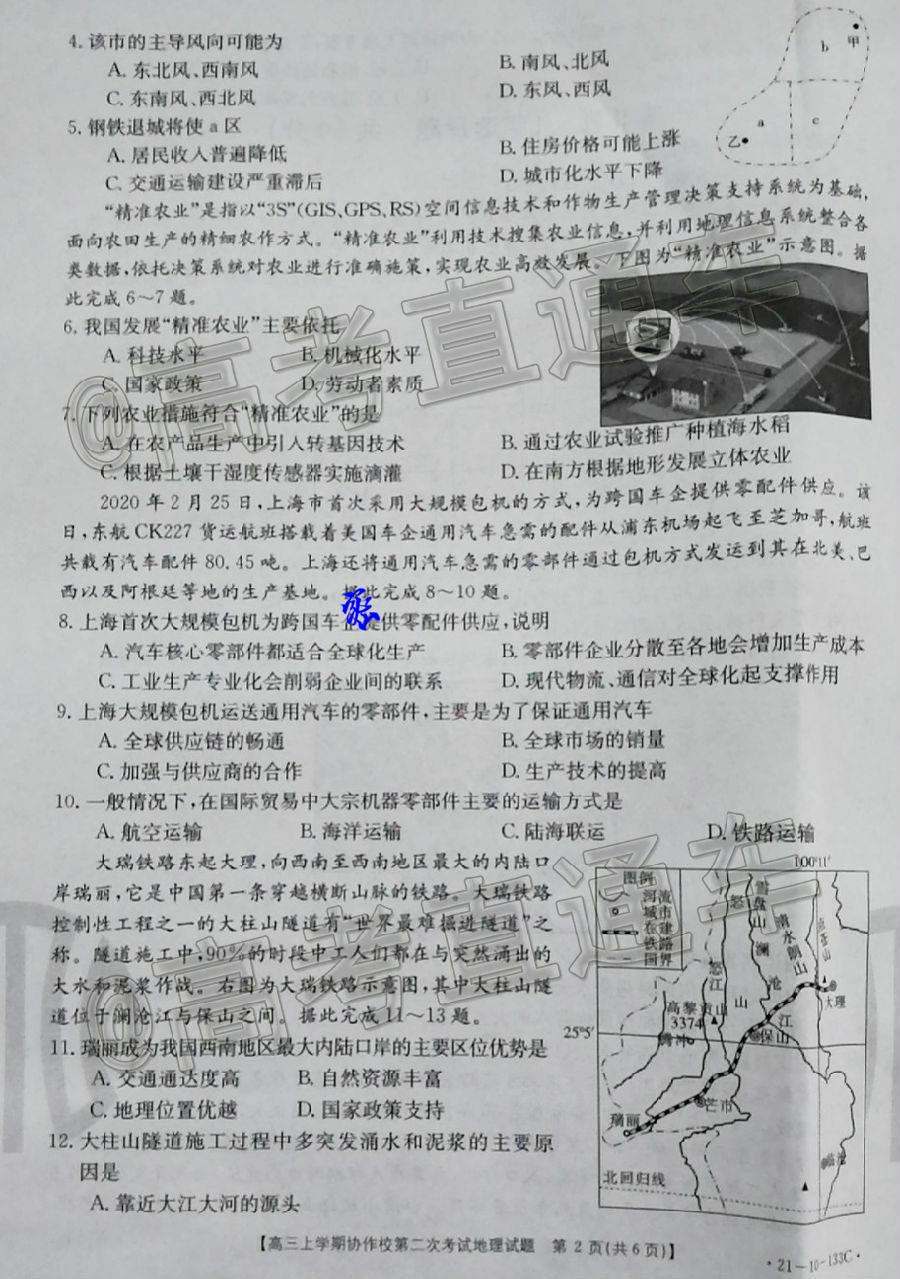 4. 该市的主导风向可能为
A. 东北风、西南风
B. 南风、北风
C. 东南风、西北风
D. 东风、西风
甲
b
a
c
乙
5. 钢铁退城将使 a 区
A. 居民收入普遍降低
B. 住房价格可能上涨
C. 交通运输建设严重滞后
D. 城市化水平下降
“精准农业”是指以“3S”(GIS、GPS、RS)空间信息技术和作物生产管理决策支持系统为基础,
面向农田生产的精细农作方式。“精准农业”利用技术搜集农业信息,并利用地理信息系统整合各
类数据,依托决策系统对农业进行准确施策,实现农业高效发展。下图为“精准农业”示意图。据
此完成 6～7 题。
6. 我国发展“精准农业”主要依托
A. 科技水平
B. 机械化水平
C. 国家政策
D. 劳动者素质
7. 下列农业措施符合“精准农业”的是
A. 在农产品生产中引入转基因技术
B. 通过农业试验推广种植海水稻
C. 根据土壤干湿度传感器实施滴灌
D. 在南方根据地形发展立体农业
2020 年 2 月 25 日,上海市首次采用大规模包机的方式,为跨国车企提供零配件供应。该
日,东航 CK227 货运航班搭载着美国车企通用汽车急需的配件从浦东机场起飞至芝加哥,航班
共载有汽车配件 80.45 吨。上海还将通用汽车急需的零部件通过包机方式发运到其在北美、巴
西以及阿根廷等地的生产基地。据此完成 8～10 题。
8. 上海首次大规模包机为跨国车企提供零配件供应,说明
A. 汽车核心零部件都适合全球化生产
B. 零部件企业分散至各地会增加生产成本
C. 工业生产专业化会削弱企业间的联系
D. 现代物流、通信对全球化起支撑作用
9. 上海大规模包机运送通用汽车的零部件,主要是为了保证通用汽车
A. 全球供应链的畅通
B. 全球市场的销量
C. 加强与供应商的合作
D. 生产技术的提高
10. 一般情况下,在国际贸易中大宗机器零部件主要的运输方式是
A. 航空运输
B. 海洋运输
C. 陆海联运
D. 铁路运输
大瑞铁路东起大理,向西南至西南地区最大的内陆口
岸瑞丽,它是中国第一条穿越横断山脉的铁路。大瑞铁路
控制性工程之一的大柱山隧道有“世界最难掘进隧道”之
称。隧道施工中,90%的时段中工人们都在与突然涌出的
大水和泥浆作战。右图为大瑞铁路示意图,其中大柱山隧
道位于澜沧江与保山之间。据此完成 11～13 题。
11. 瑞丽成为我国西南地区最大内陆口岸的主要区位优势是
A. 交通通达度高
B. 自然资源丰富
C. 地理位置优越
D. 国家政策支持
12. 大柱山隧道施工过程中多突发涌水和泥浆的主要原
因是
A. 靠近大江大河的源头
100°11′
图例
河流
城市
在建
铁路
国界
怒
山
雪盘山
澜
沧
江
清水朗山
点苍山
大理
怒江
高黎贡山
3374
腾冲
25°5′
保山
芒市
瑞丽
临沧
北回归线
【高三上学期协作校第二次考试地理试题 第 2 页(共 6 页)】
·21-10-133C·
@高考直通车
@高考直通车